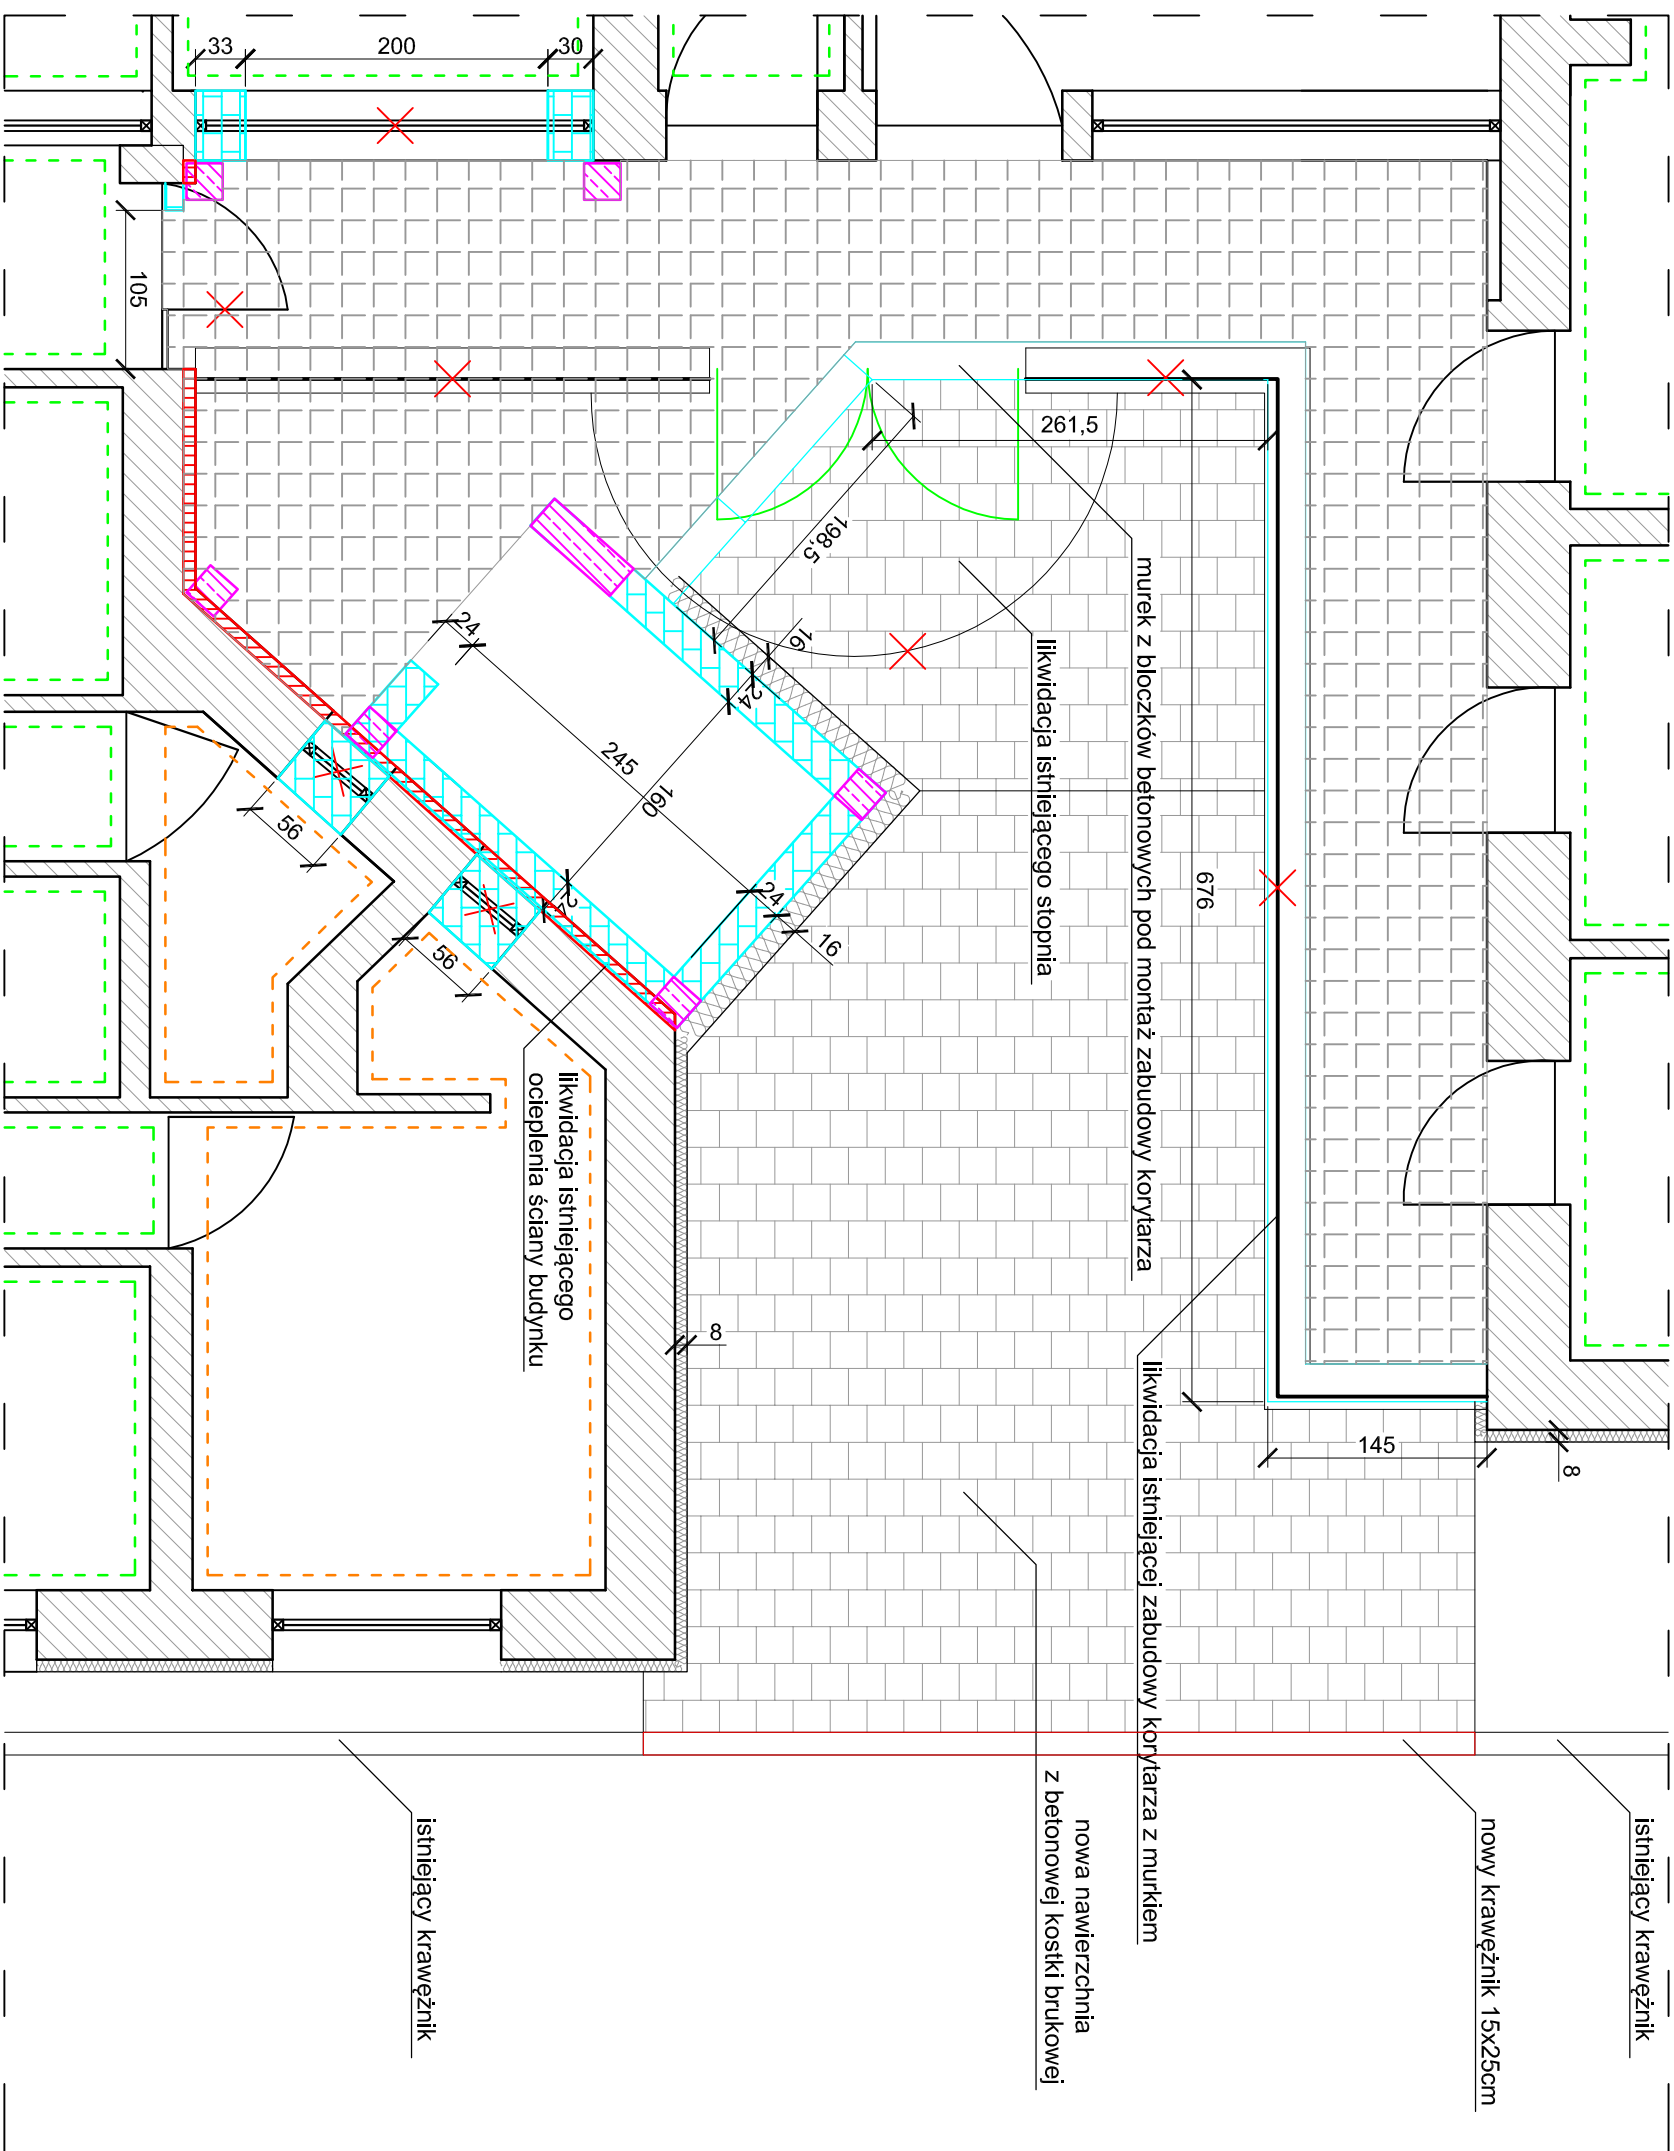 33
200
30
105
261,5
198,5
16
24
24
245
160
24
24
16
56
56
676
8
145
8
murek z bloczków betonowych pod montaż zabudowy korytarza
likwidacja istniejącego stopnia
likwidacja istniejącego
ocieplenia ściany budynku
likwidacja istniejącej zabudowy korytarza z murkiem
nowa nawierzchnia
z betonowej kostki brukowej
istniejący krawężnik
nowy krawężnik 15x25cm
istniejący krawężnik